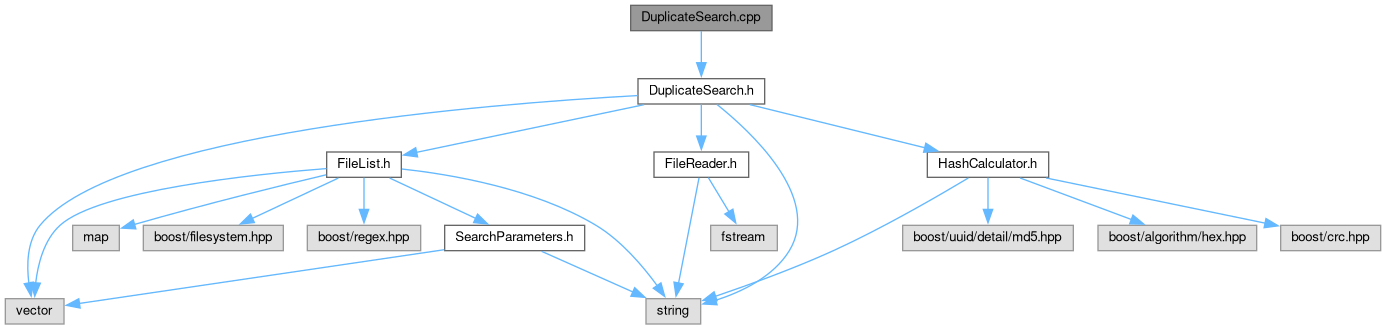 DuplicateSearch.cpp
DuplicateSearch.h
FileList.h
FileReader.h
HashCalculator.h
map
boost/filesystem.hpp
boost/regex.hpp
SearchParameters.h
fstream
boost/uuid/detail/md5.hpp
boost/algorithm/hex.hpp
boost/crc.hpp
vector
string